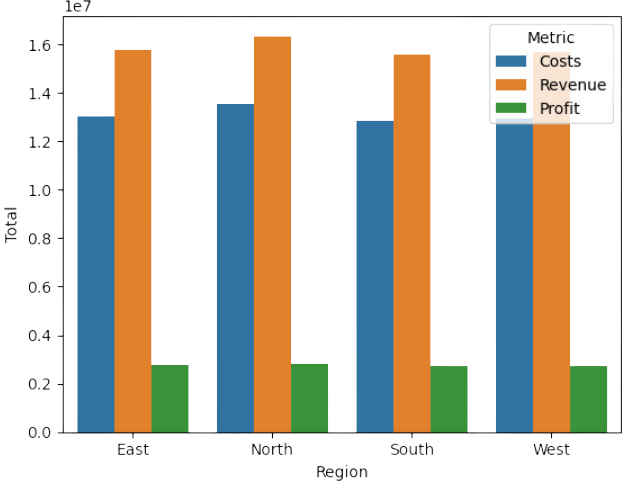 1e7
Metric
Costs
Revenue
Profit
1.6
1.4
1.2
1.0
0.8
0.6
0.4
0.2
0.0
Total
East North South West
Region